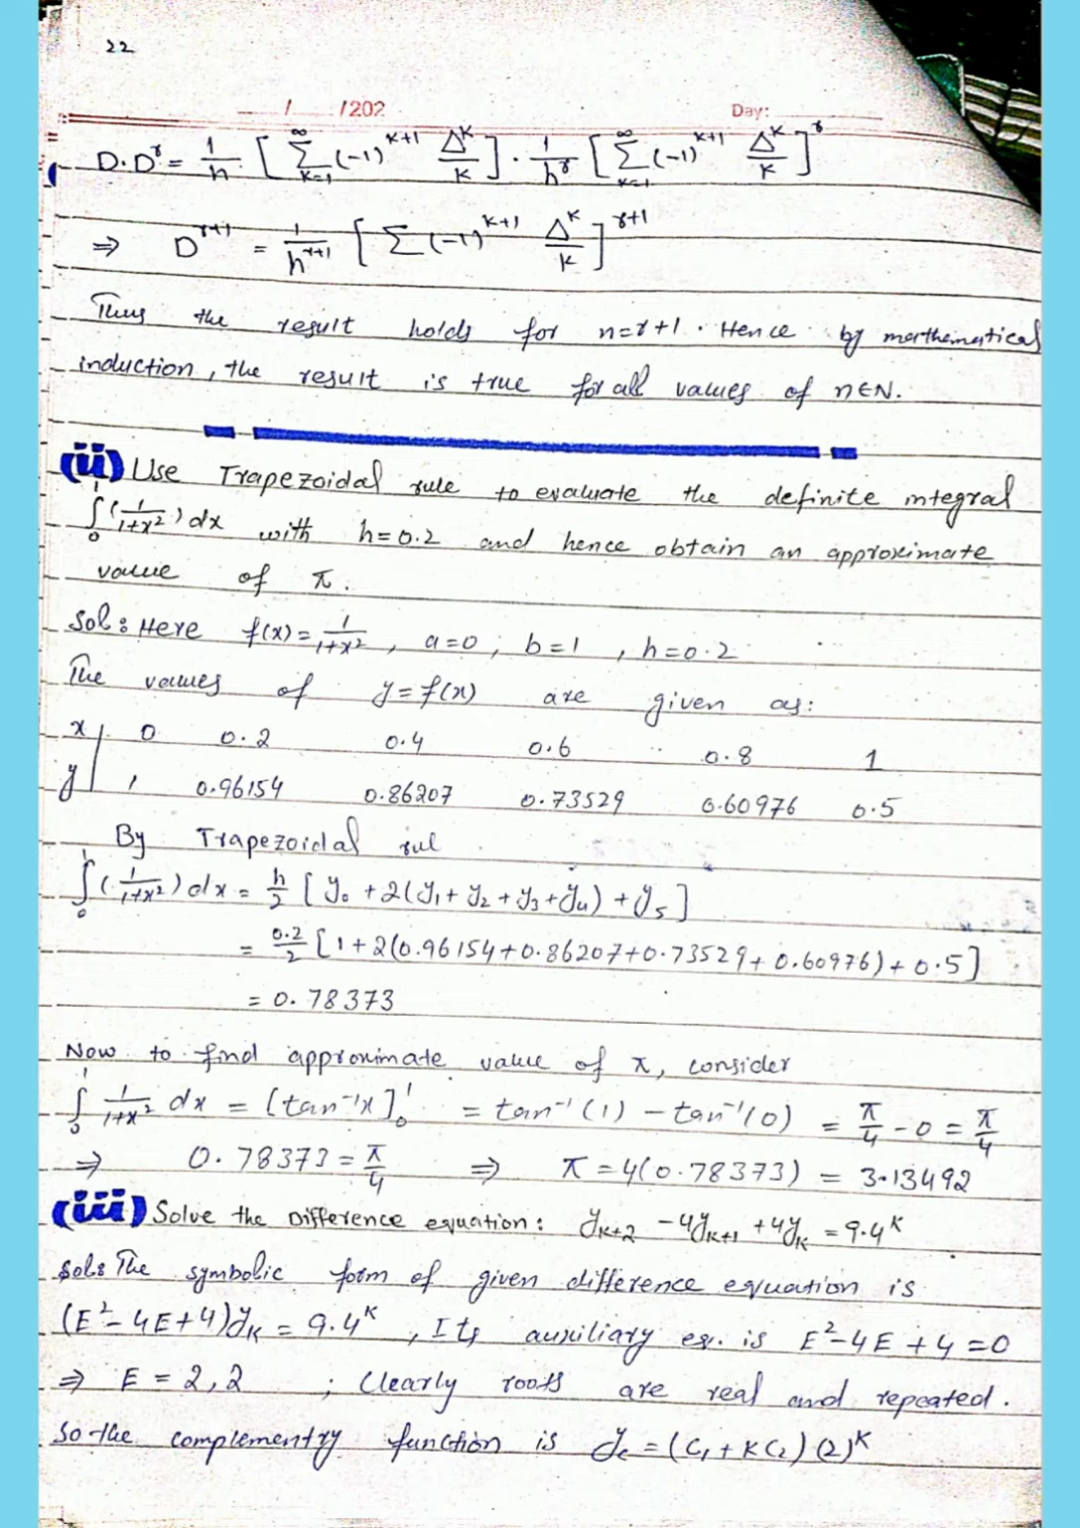 22
/ /202 Day:
D.D^r = 1/h [ ∑_{k=1}^{∞} (-1)^{k+1} Δ^k/k ] . 1/h^r [ ∑_{k=1}^{∞} (-1)^{k+1} Δ^k/k ]^r
⇒ D^{r+1} = 1/h^{r+1} [ ∑ (-1)^{k+1} Δ^k/k ]^{r+1}
Thus the result holds for n=r+1. Hence by mathematical
induction, the result is true for all values of n∈N.
(ii) Use Trapezoidal rule to evaluate the definite integral
∫_0^1 (1/(1+x²)) dx with h=0.2 and hence obtain an approximate
value of π.
Sol: Here f(x) = 1/(1+x²), a=0, b=1, h=0.2
The values of y=f(x) are given as:
x | 0 0.2 0.4 0.6 0.8 1
y | 1 0.96154 0.86207 0.73529 0.60976 0.5
By Trapezoidal rul
∫_0^1 (1/(1+x²)) dx = h/2 [y₀ + 2(y₁ + y₂ + y₃ + y₄) + y₅]
= 0.2/2 [1 + 2(0.96154+0.86207+0.73529+0.60976) + 0.5]
= 0.78373
Now to find approximate value of π, consider
∫_0^1 1/(1+x²) dx = [tan⁻¹x]_0^1 = tan⁻¹(1) – tan⁻¹(0) = π/4 - 0 = π/4
⇒ 0.78373 = π/4 ⇒ π = 4(0.78373) = 3.13492
(iii) Solve the Difference equation: y_{k+2} - 4y_{k+1} + 4y_k = 9.4^k
Sol: The symbolic form of given difference equation is
(E² - 4E + 4)y_k = 9.4^k, Its auxiliary eq. is E² - 4E + 4 = 0
⇒ E = 2,2 ; Clearly roots are real and repeated.
So the complementry function is y_c = (C₁ + KC₂)(2)^k